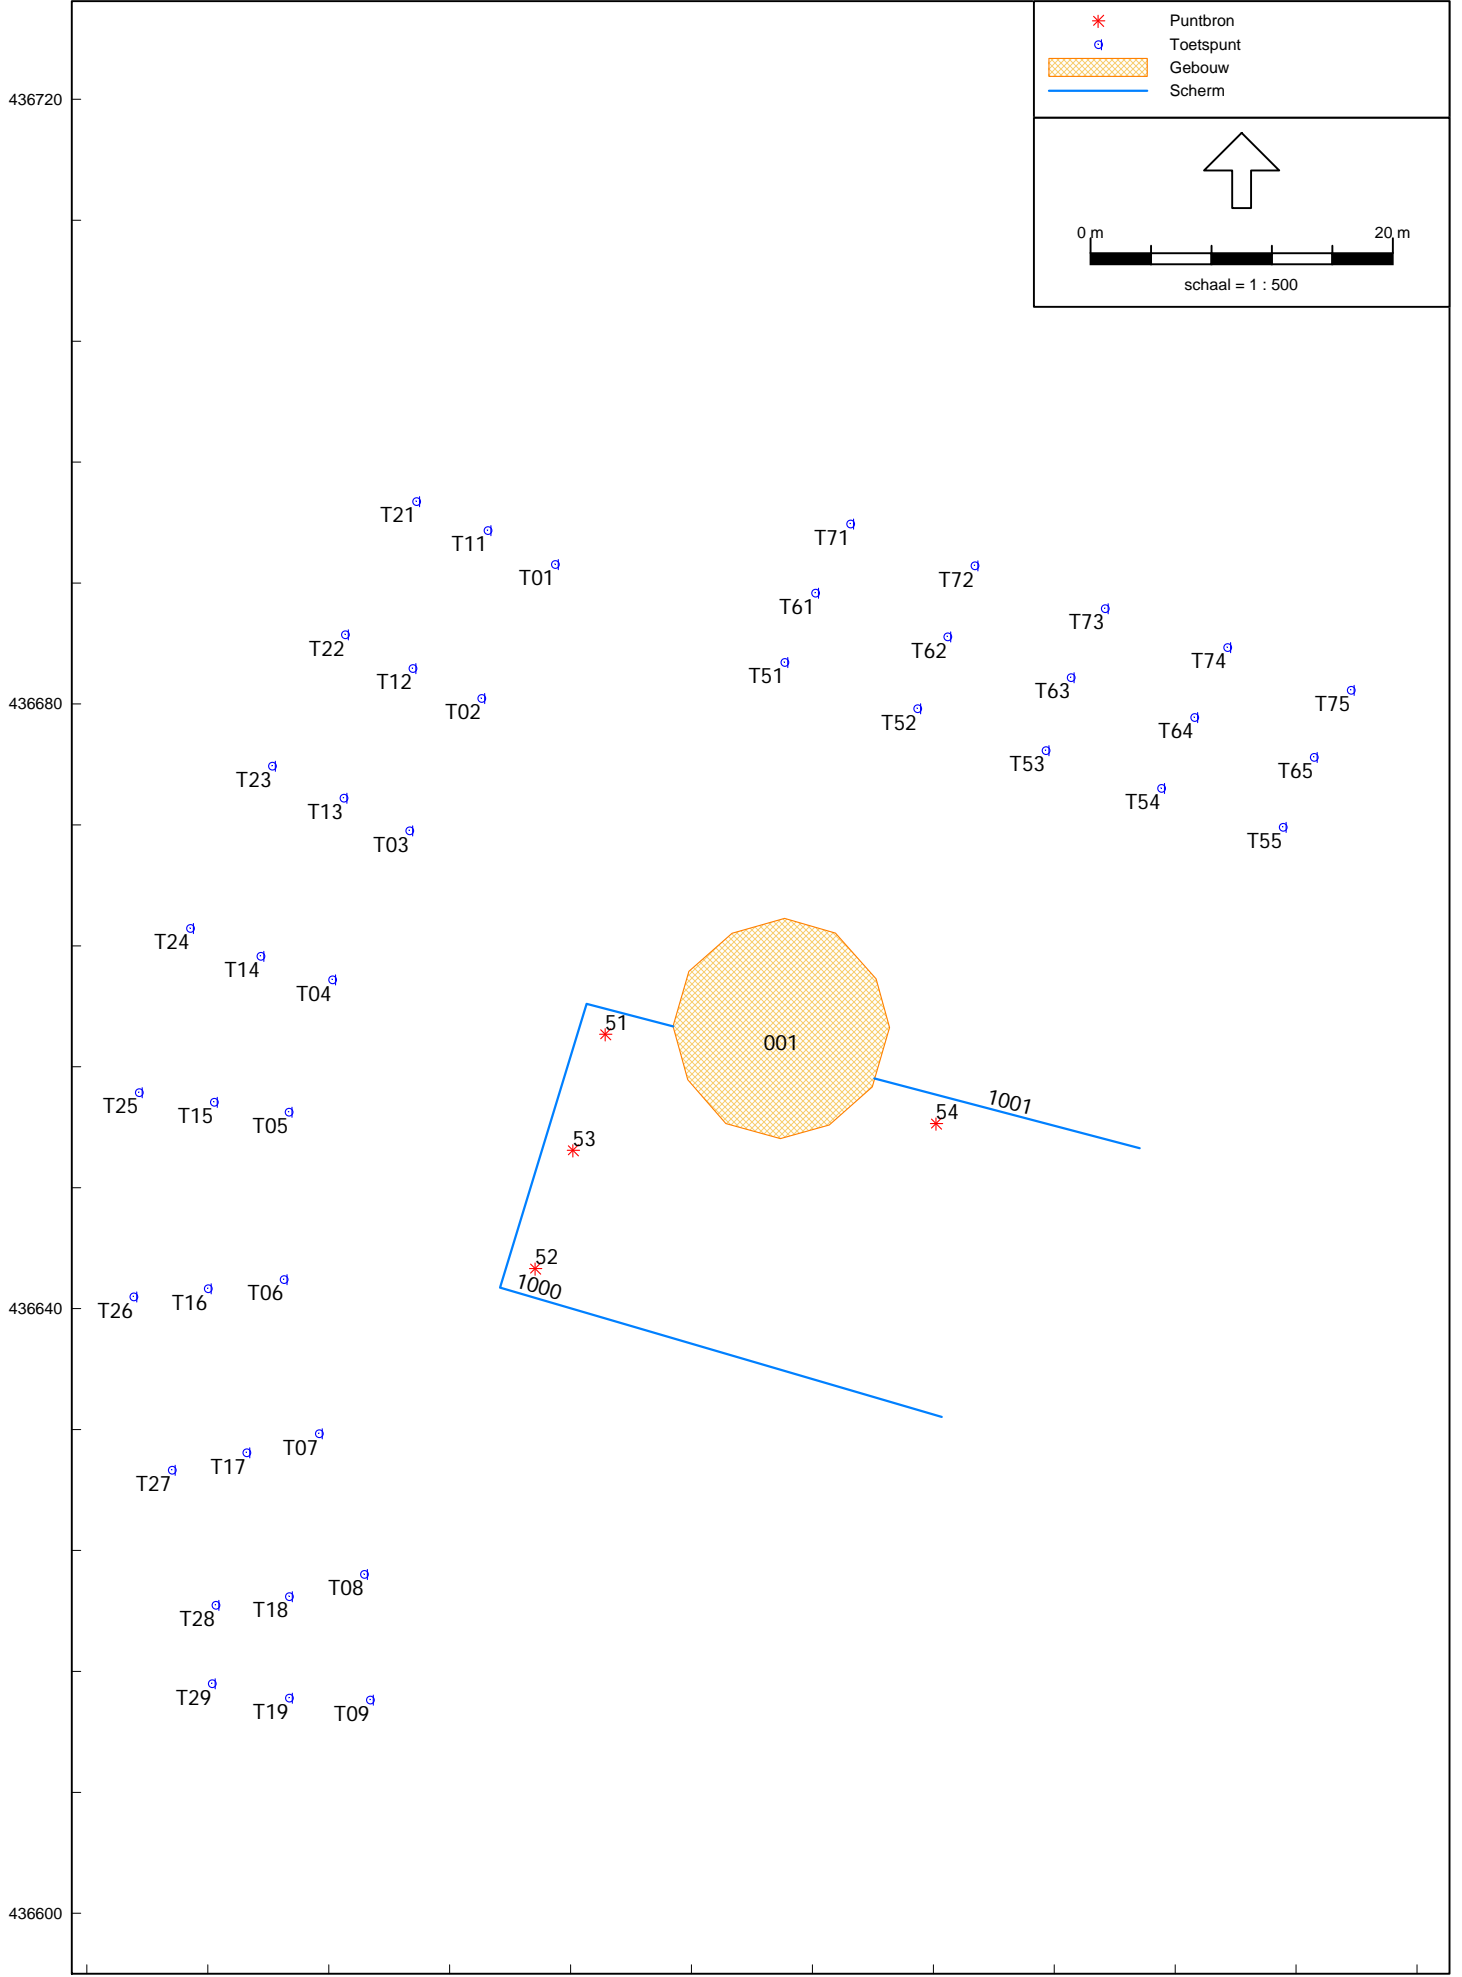 Puntbron
Toetspunt
Gebouw
Scherm
436720
0 m 20 m
schaal = 1 : 500
T21
T11
T71
T01
T72
T61
T73
T22
T62
T74
T51
T12
T63
436680
T75
T02
T52
T64
T53
T65
T23
T54
T13
T55
T03
T24
T14
T04
51
001
T25
1001
54
T15
T05
53
52
1000
T06
T16
436640
T26
T07
T17
T27
T08
T18
T28
T29
T19
T09
436600